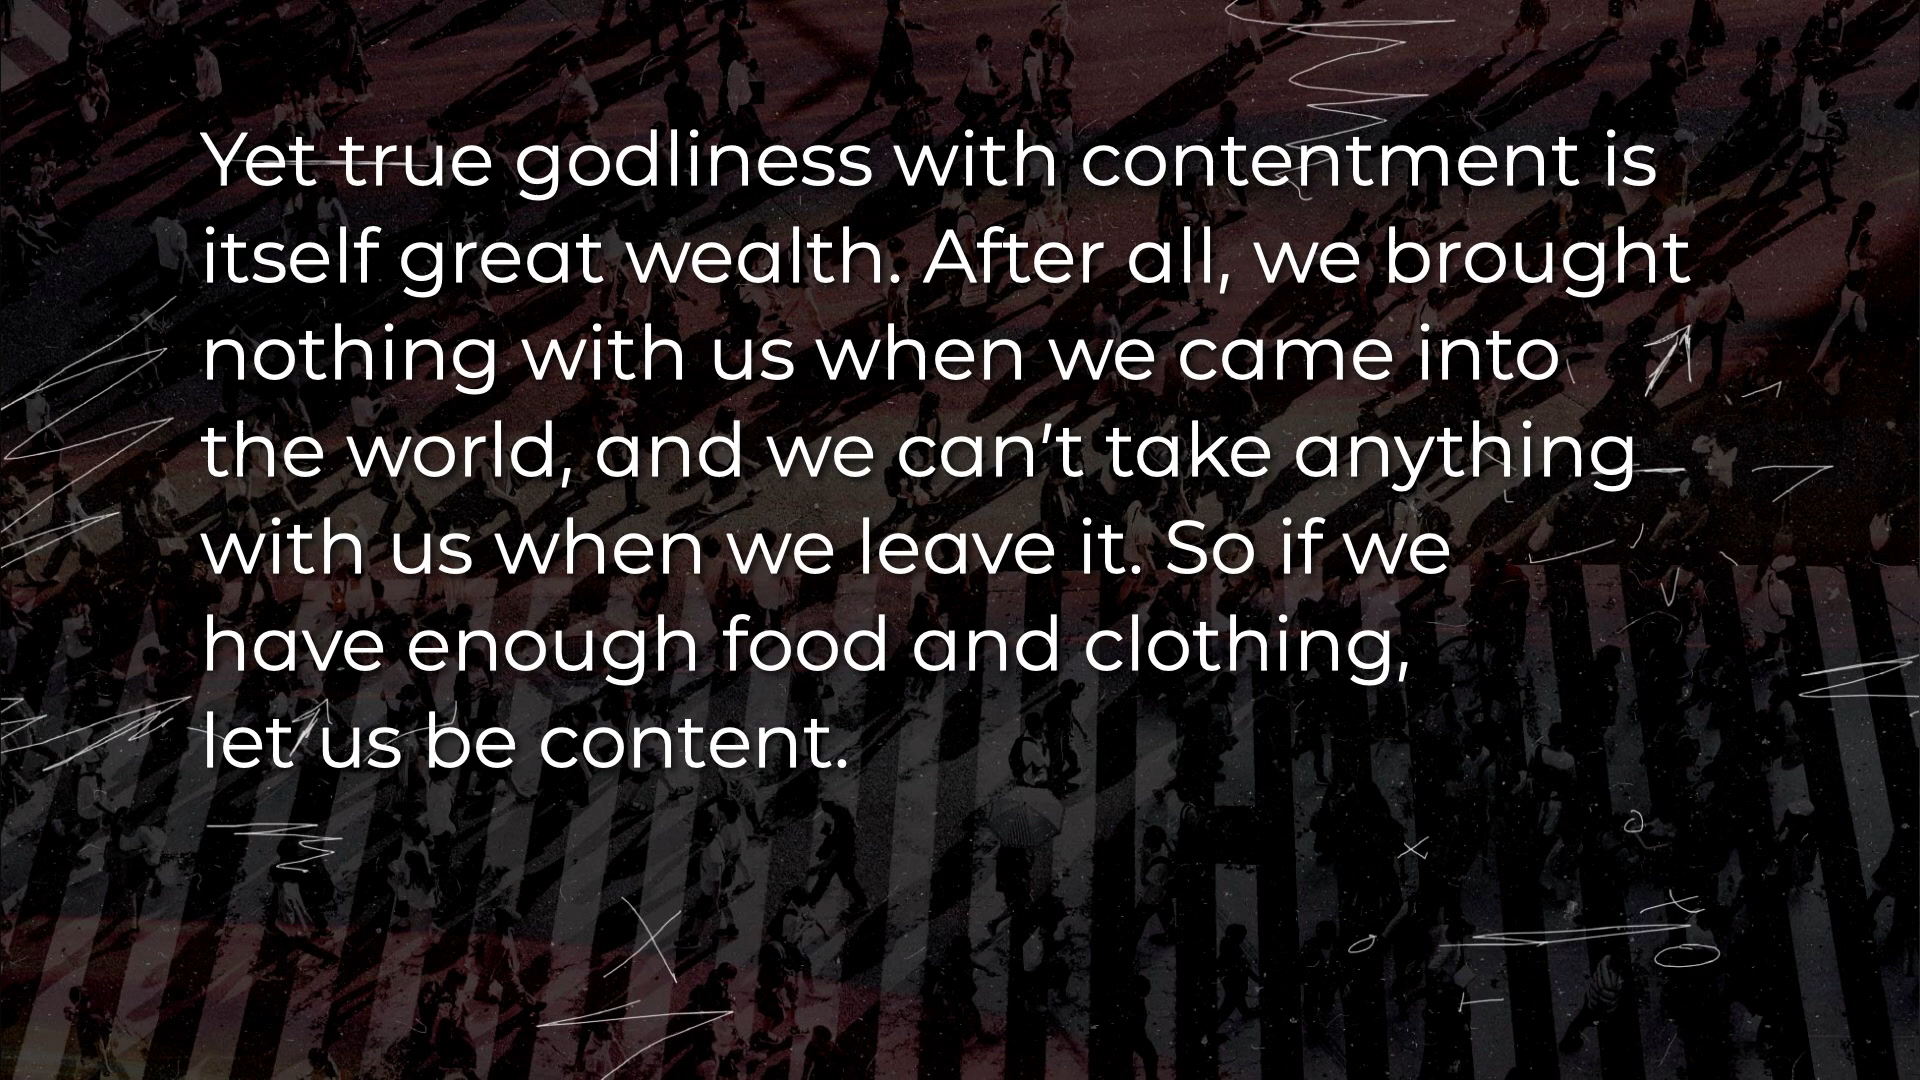 Yet true godliness with contentment is
itself great wealth. After all, we brought
nothing with us when we came into
the world, and we can’t take anything
with us when we leave it. So if we
have enough food and clothing,
let us be content.